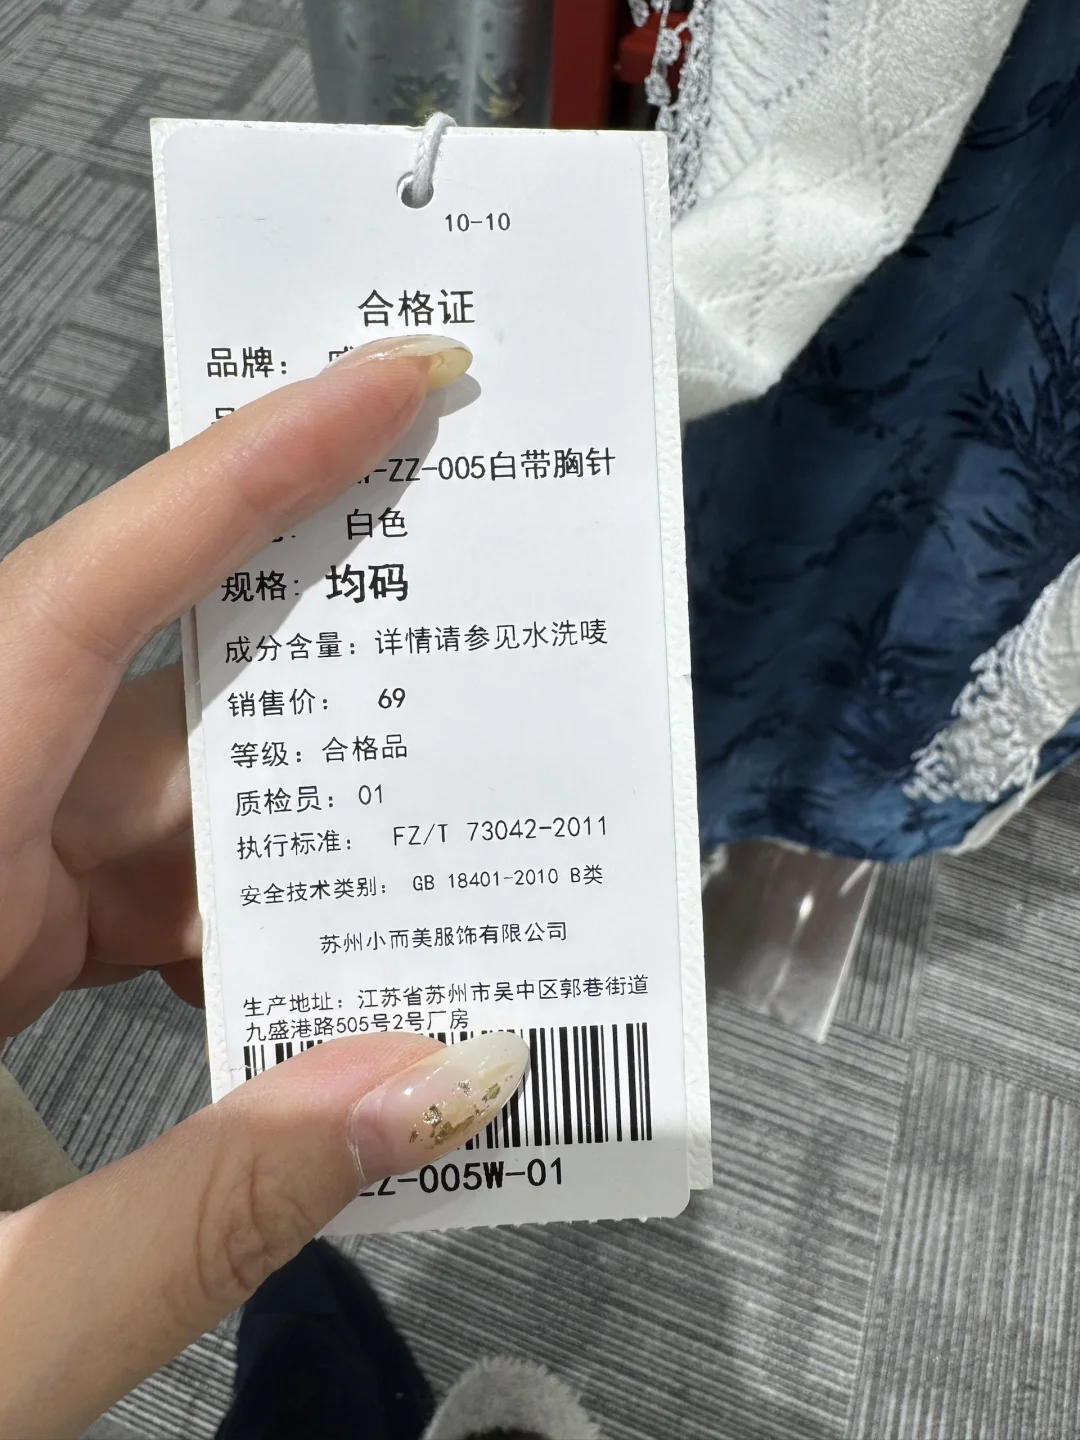 10-10
合格证
品牌：
-ZZ-005白带胸针
白色
规格：均码
成分含量：详情请参见水洗唛
销售价： 69
等级：合格品
质检员：01
执行标准： FZ/T 73042-2011
安全技术类别： GB 18401-2010 B类
苏州小而美服饰有限公司
生产地址：江苏省苏州市吴中区郭巷街道
九盛港路505号2号厂房
ZZ-005W-01